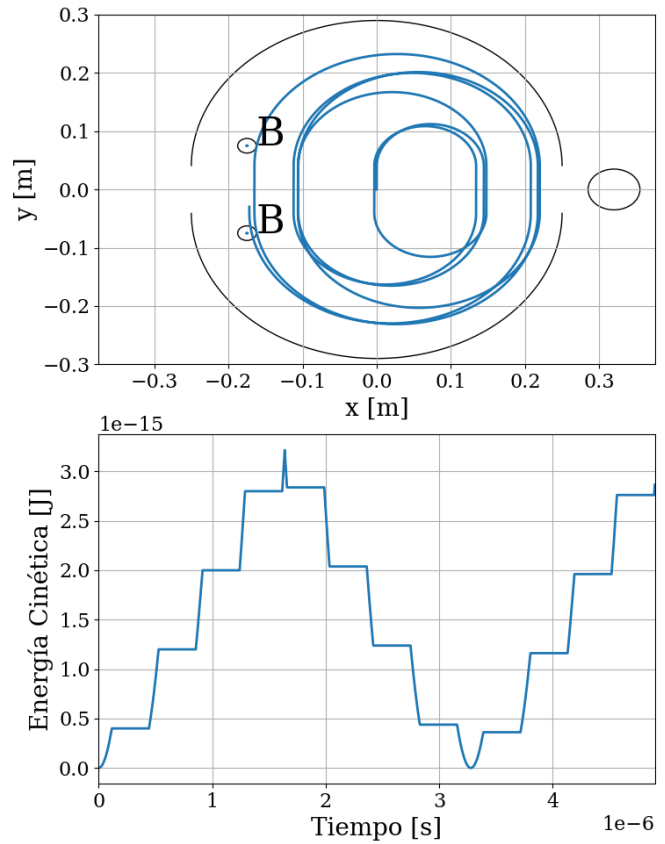 0.3
0.2
0.1
0.0
−0.1
−0.2
−0.3
y [m]
B
B
−0.3 −0.2 −0.1 0.0 0.1 0.2 0.3
x [m]
1e−15
3.0
2.5
2.0
1.5
1.0
0.5
0.0
Energía Cinética [J]
0 1 2 3 4
1e−6
Tiempo [s]